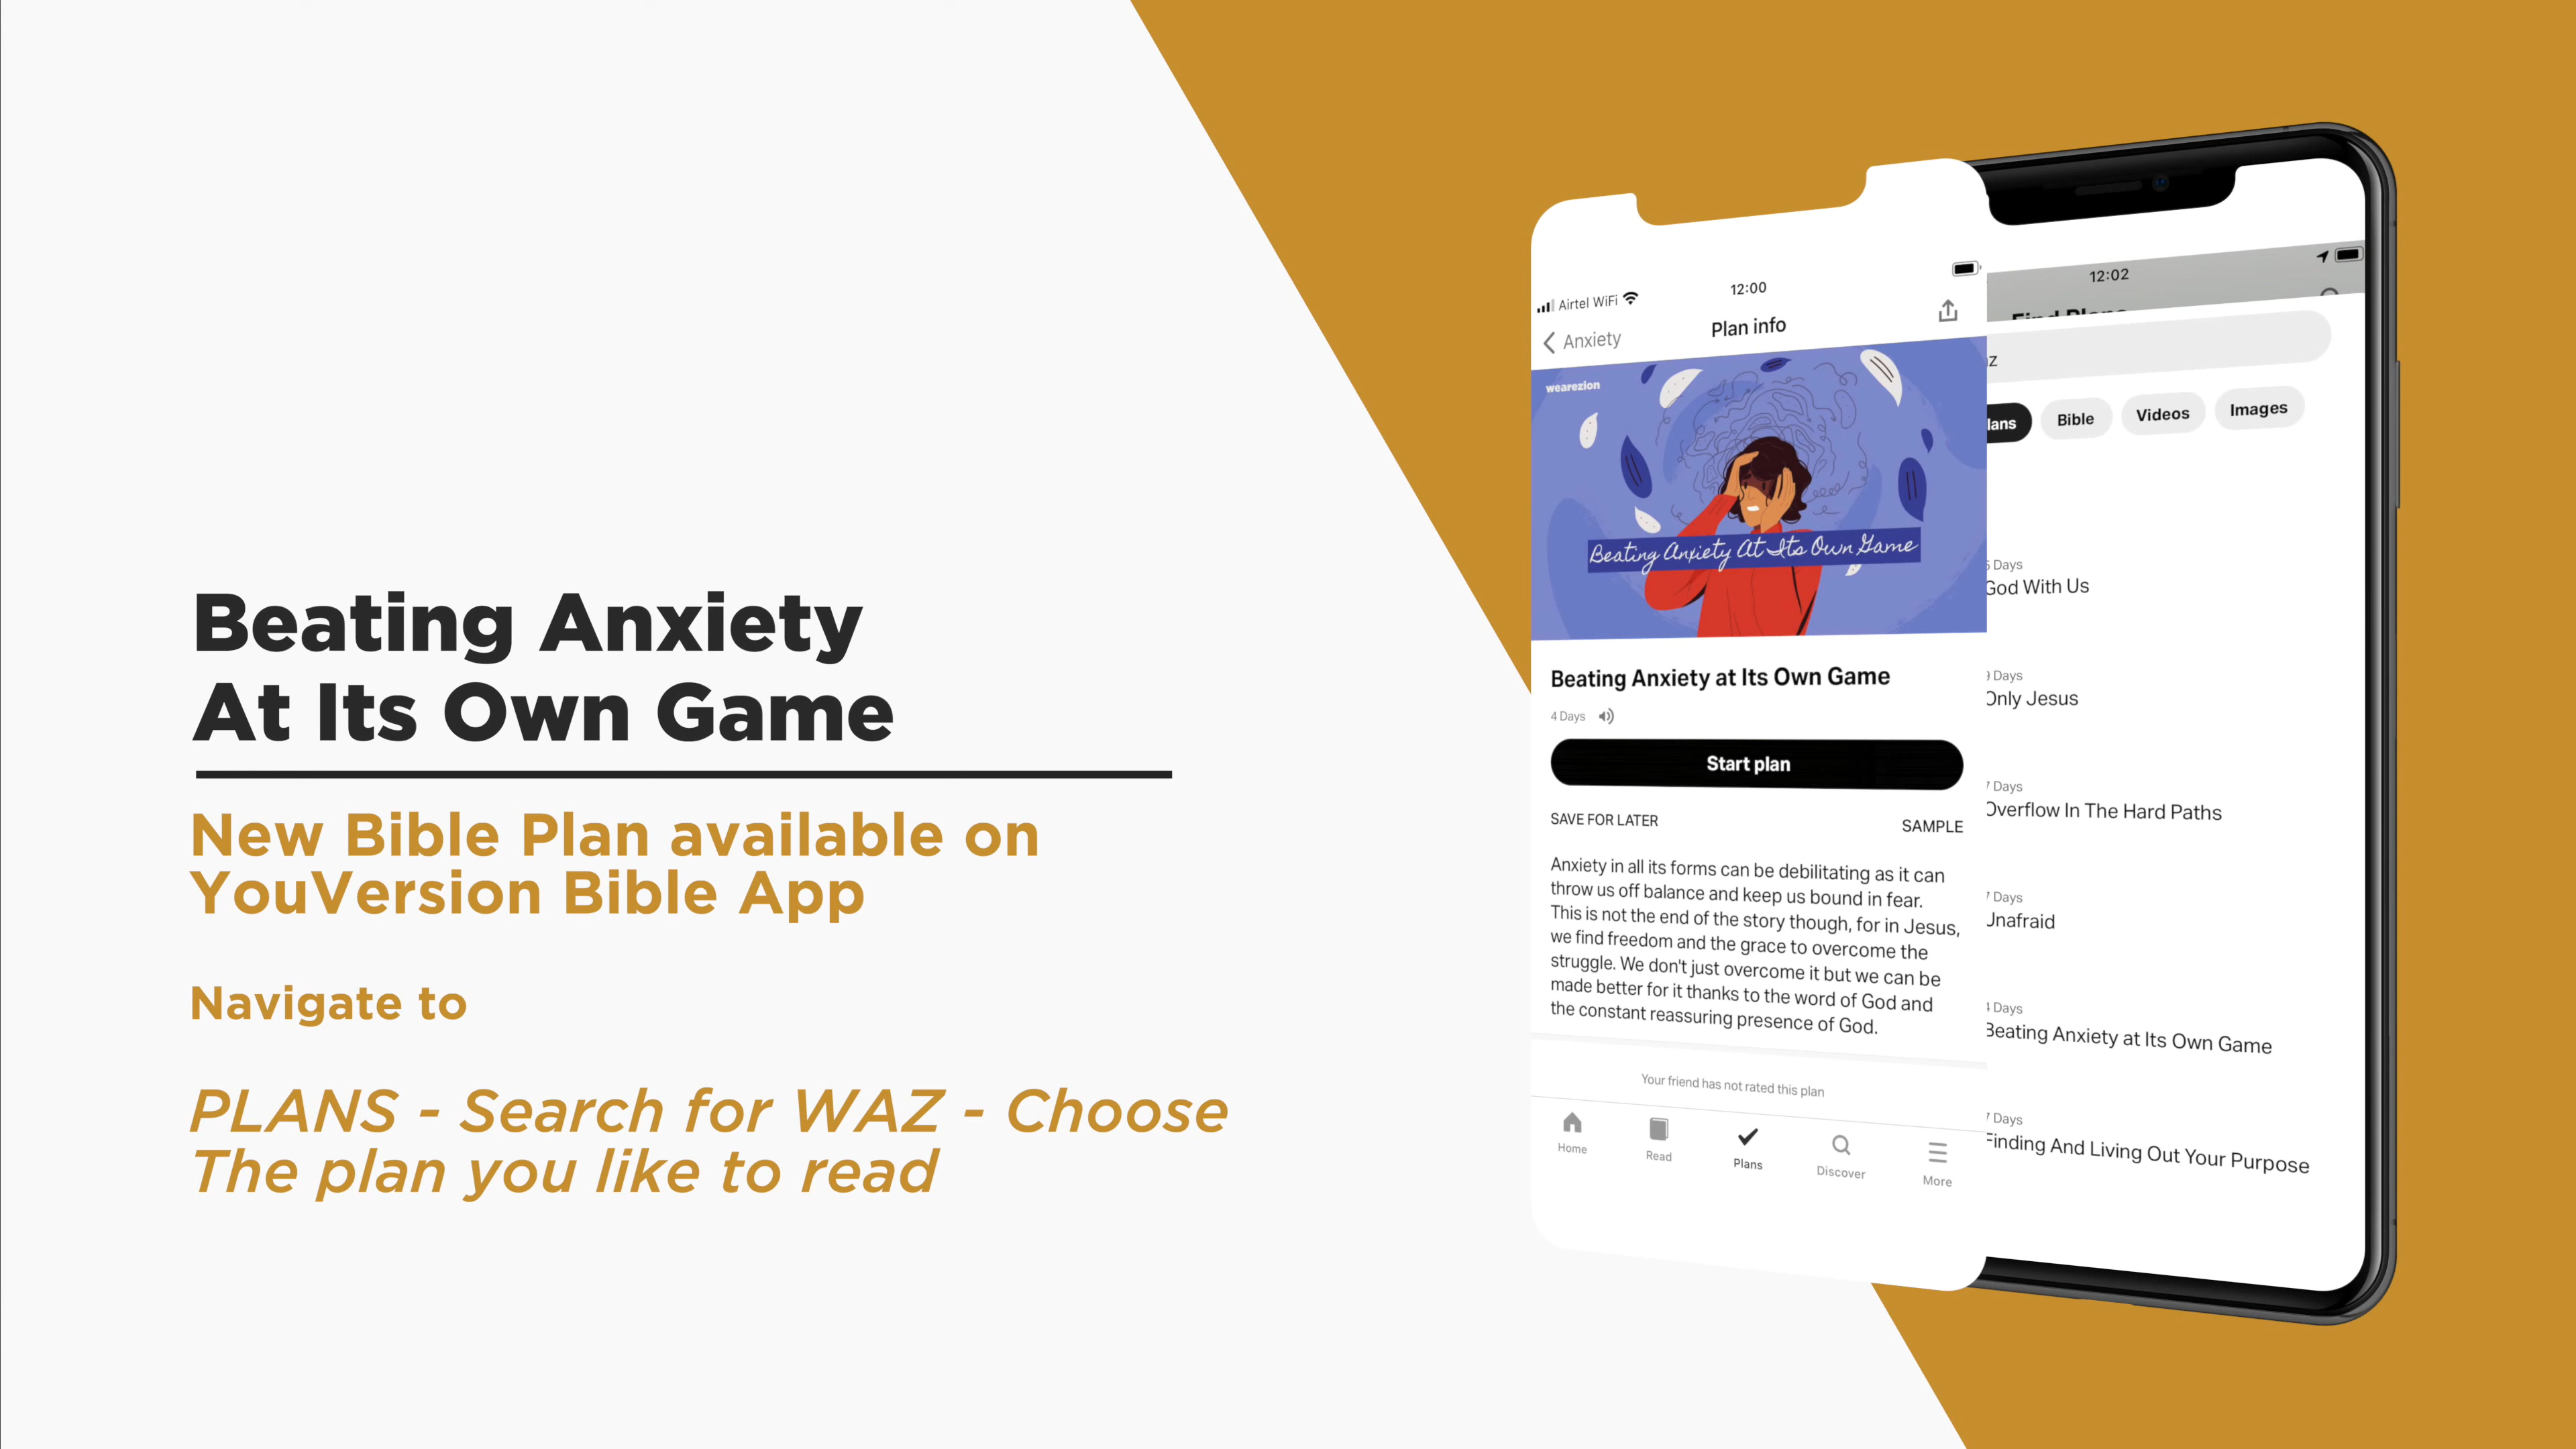 Beating Anxiety
At Its Own Game
New Bible Plan available on
YouVersion Bible App
Navigate to
PLANS - Search for WAZ - Choose
The plan you like to read
Airtel WiFi
12:00
Anxiety
Plan info
wearezion
Beating Anxiety At Its Own Game
Beating Anxiety at Its Own Game
4 Days
Start plan
SAVE FOR LATER
SAMPLE
Anxiety in all its forms can be debilitating as it can
throw us off balance and keep us bound in fear.
This is not the end of the story though, for in Jesus,
we find freedom and the grace to overcome the
struggle. We don't just overcome it but we can be
made better for it thanks to the word of God and
the constant reassuring presence of God.
Your friend has not rated this plan
Home
Read
Plans
Discover
More
12:02
Find Plans
z
lans
Bible
Videos
Images
Days
God With Us
Days
Only Jesus
Days
Overflow In The Hard Paths
Days
Unafraid
Days
Beating Anxiety at Its Own Game
Days
Finding And Living Out Your Purpose